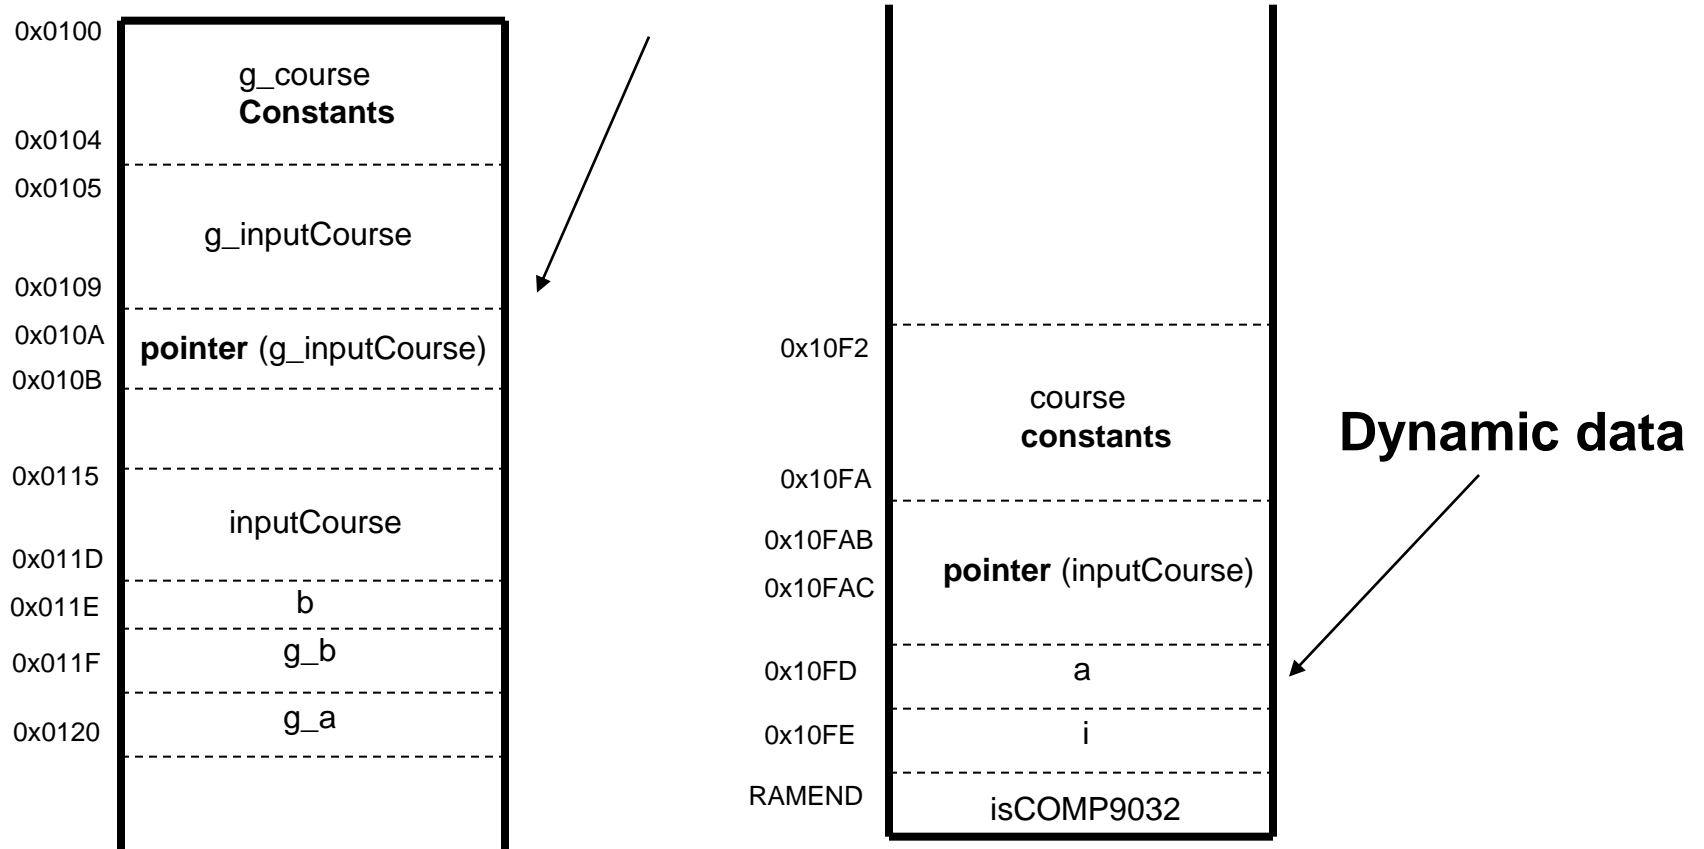 0x0100
g_course
Constants
0x0104
0x0105
g_inputCourse
0x0109
0x010A
pointer (g_inputCourse)
0x010B
0x0115
inputCourse
0x011D
0x011E
b
0x011F
g_b
0x0120
g_a
0x10F2
course
constants
0x10FA
0x10FAB
pointer (inputCourse)
0x10FAC
0x10FD
a
0x10FE
i
RAMEND
isCOMP9032
Dynamic data